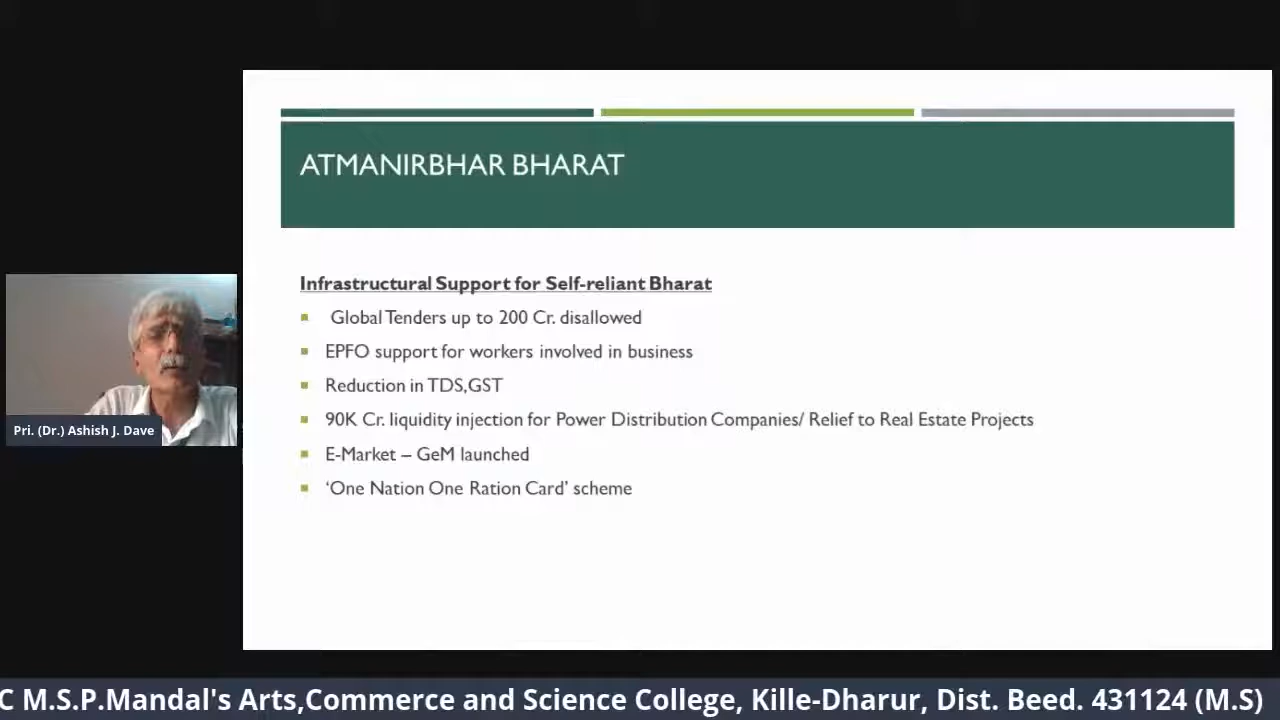 ATMANIRBHAR BHARAT
Infrastructural Support for Self-reliant Bharat
Global Tenders up to 200 Cr. disallowed
EPFO support for workers involved in business
Reduction in TDS,GST
90K Cr. liquidity injection for Power Distribution Companies/ Relief to Real Estate Projects
E-Market – GeM launched
‘One Nation One Ration Card’ scheme
Pri. (Dr.) Ashish J. Dave
C M.S.P.Mandal's Arts,Commerce and Science College, Kille-Dharur, Dist. Beed. 431124 (M.S)